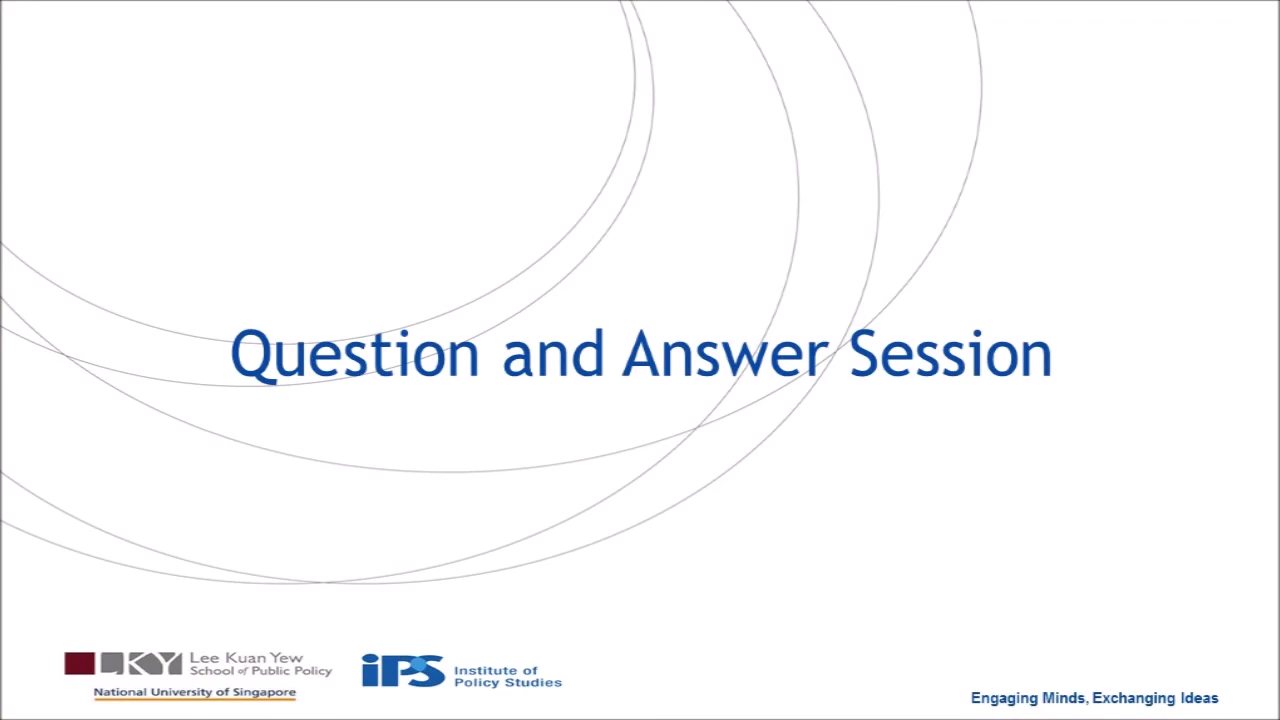 Question and Answer Session
LKY Lee Kuan Yew
School of Public Policy
National University of Singapore
iPS Institute of
Policy Studies
Engaging Minds, Exchanging Ideas